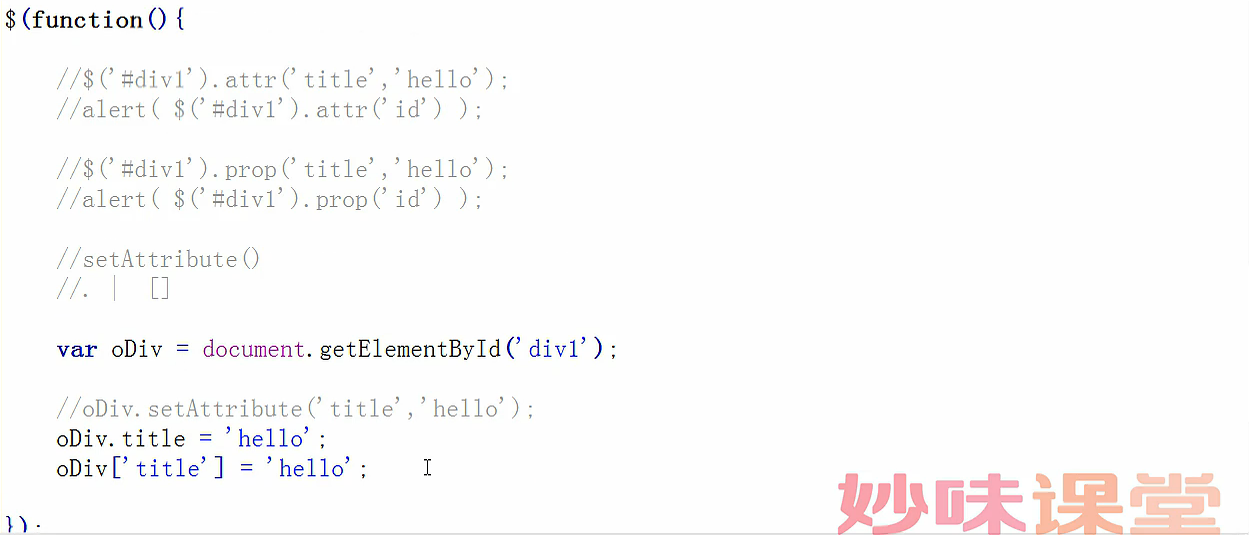 $(function(){
//$('#div1').attr('title','hello');
//alert( $('#div1').attr('id') );
//$('#div1').prop('title','hello');
//alert( $('#div1').prop('id') );
//setAttribute()
//. | []
var oDiv = document.getElementById('div1');
//oDiv.setAttribute('title','hello');
oDiv.title = 'hello';
oDiv['title'] = 'hello';
});
妙味课堂